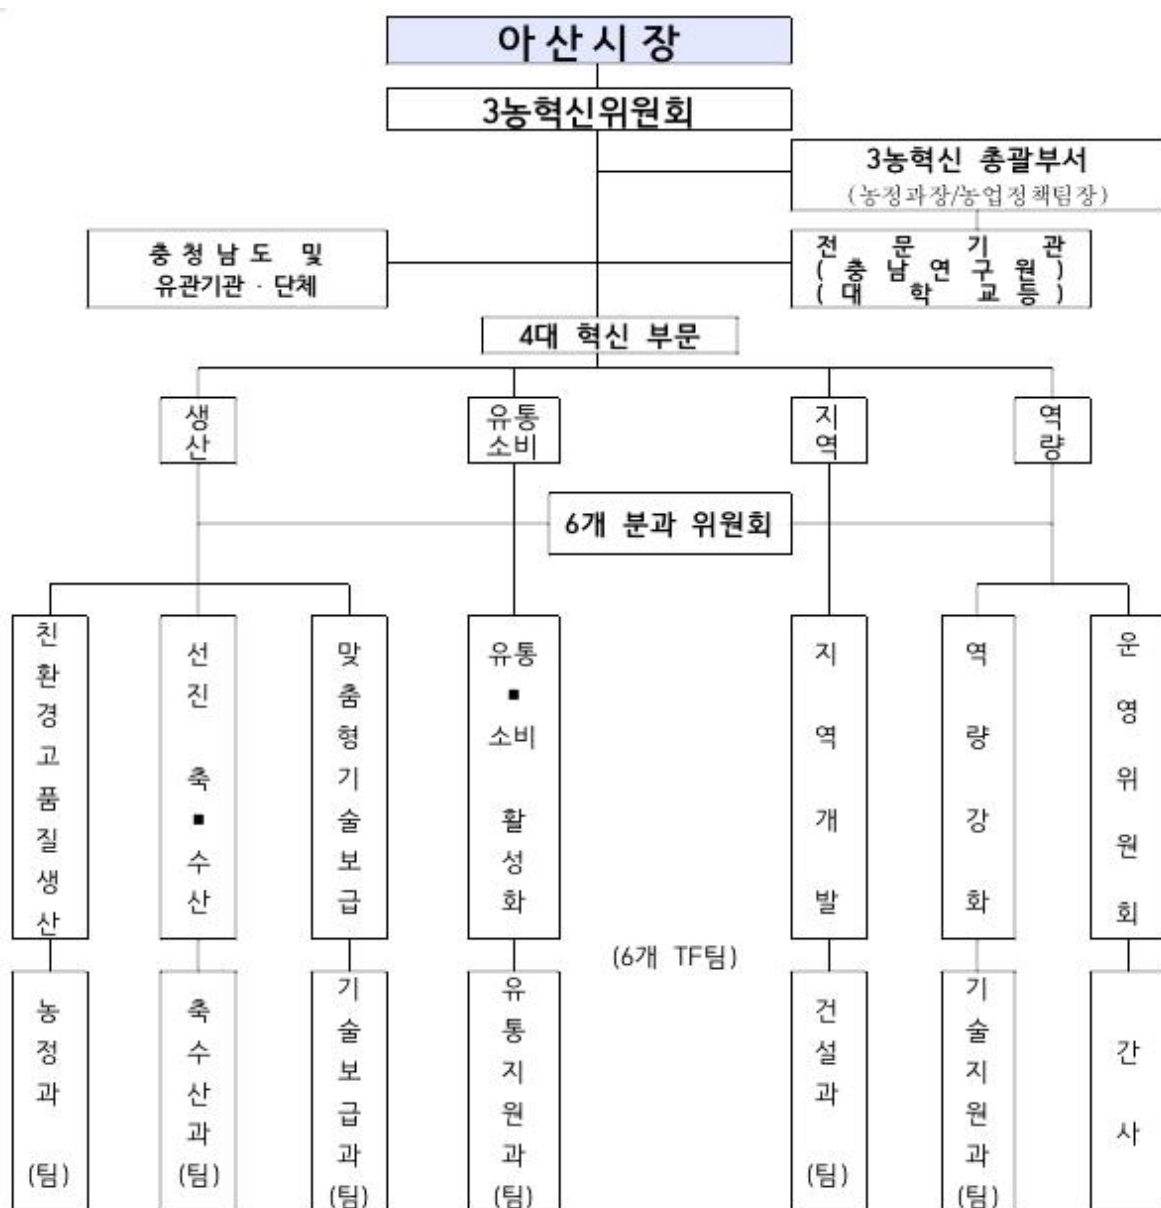 아산시장
3농혁신위원회
3농혁신 총괄부서
(농정과장/농업정책팀장)
충청남도 및
유관기관 · 단체
전 문 기 관
(충남연구원)
(대 학 교등)
4대 혁신 부문
생산
유통소비
지역
역량
6개 분과 위원회
친환경고품질생산
선진 축■수산
맞춤형기술보급
유통■소비 활성화
지역개발
역량강화
운영위원회
(6개 TF팀)
농정과 (팀)
축수산과(팀)
기술보급과(팀)
유통지원과(팀)
건설과 (팀)
기술지원과(팀)
간사